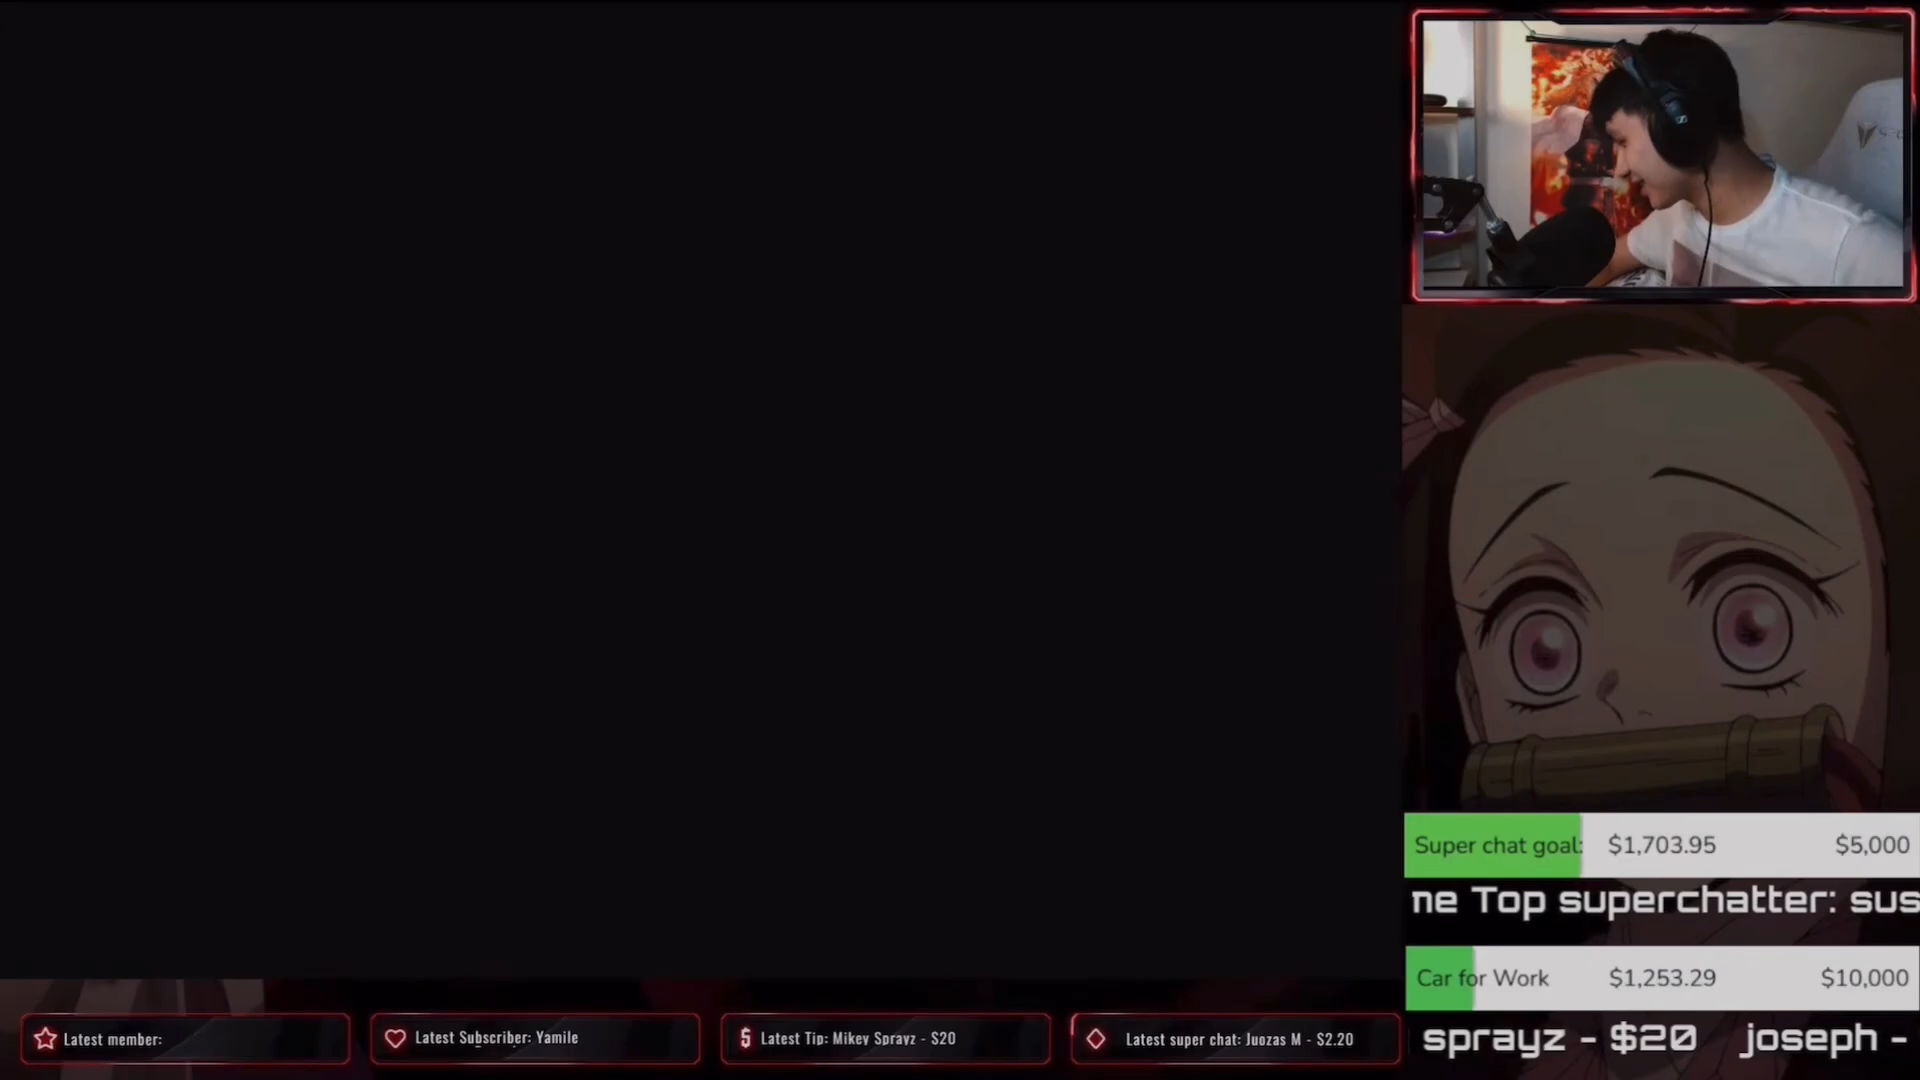 Super chat goal: $1,703.95 $5,000
me Top superchatter: sus
Car for Work $1,253.29 $10,000
Latest member:
Latest Subscriber: Yamile
Latest Tip: Mikey Sprayz - $20
Latest super chat: Juozas M - $2.20
sprayz - $20 joseph -